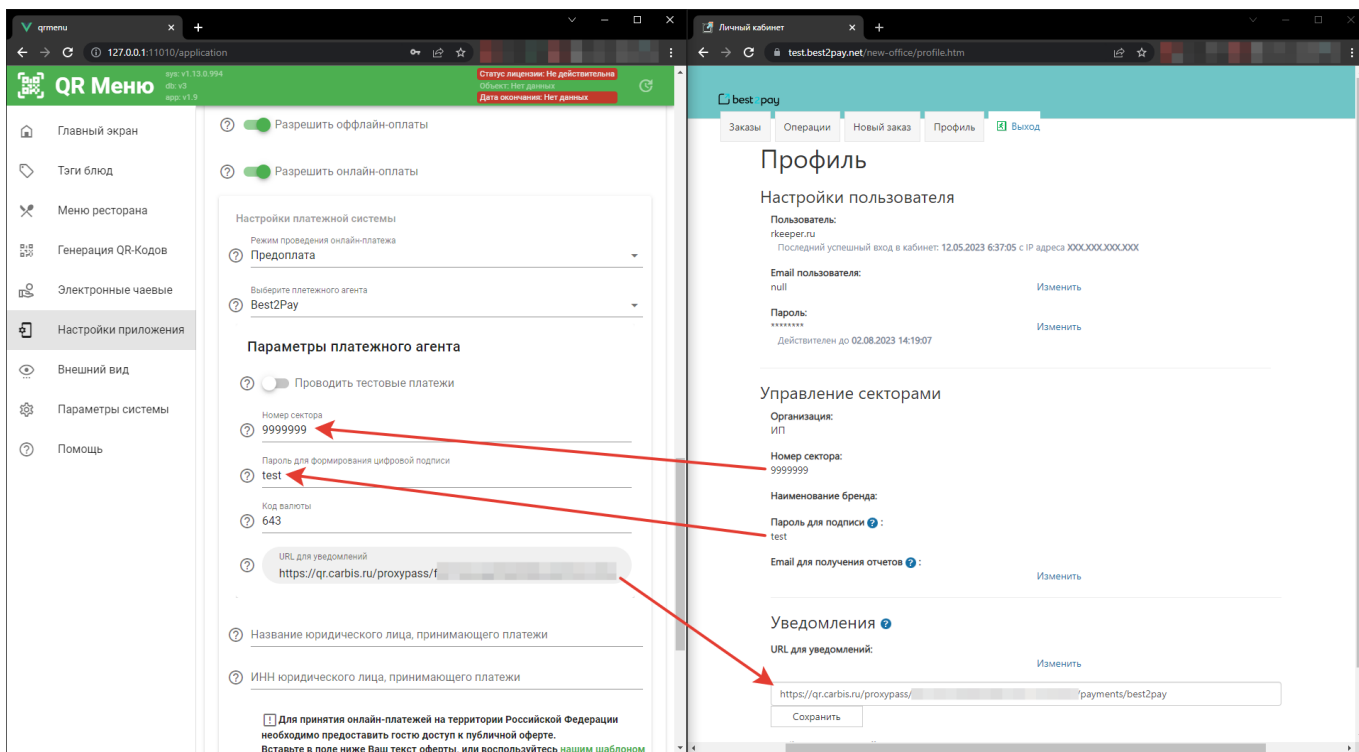 qrmenu
127.0.0.1:11010/application
QR Меню
sys: v1.13.0.994
db: v3
app: v1.9
Статус лицензии: Не действительна
Объект: Нет данных
Дата окончания: Нет данных
Главный экран
Тэги блюд
Меню ресторана
Генерация QR-Кодов
Электронные чаевые
Настройки приложения
Внешний вид
Параметры системы
Помощь
Разрешить оффлайн-оплаты
Разрешить онлайн-оплаты
Настройки платежной системы
Режим проведения онлайн-платежа
Предоплата
Выберите плетежного агента
Best2Pay
Параметры платежного агента
Проводить тестовые платежи
Номер сектора
9999999
Пароль для формирования цифровой подписи
test
Код валюты
643
URL для уведомлений
https://qr.carbis.ru/proxypass/f
Название юридического лица, принимающего платежи
ИНН юридического лица, принимающего платежи
Для принятия онлайн-платежей на территории Российской Федерации
необходимо предоставить гостю доступ к публичной оферте.
Вставьте в поле ниже Ваш текст оферты, или воспользуйтесь нашим шаблоном
Личный кабинет
test.best2pay.net/new-office/profile.htm
best2pay
Заказы
Операции
Новый заказ
Профиль
Выход
Профиль
Настройки пользователя
Пользователь:
rkeeper.ru
Последний успешный вход в кабинет: 12.05.2023 6:37:05 с IP адреса XXX.XXX.XXX.XXX
Email пользователя:
null Изменить
Пароль:
******** Изменить
Действителен до 02.08.2023 14:19:07
Управление секторами
Организация:
ИП
Номер сектора:
9999999
Наименование бренда:
Пароль для подписи ? :
test
Email для получения отчетов ? :
Изменить
Уведомления ?
URL для уведомлений:
Изменить
https://qr.carbis.ru/proxypass/ /payments/best2pay
Сохранить